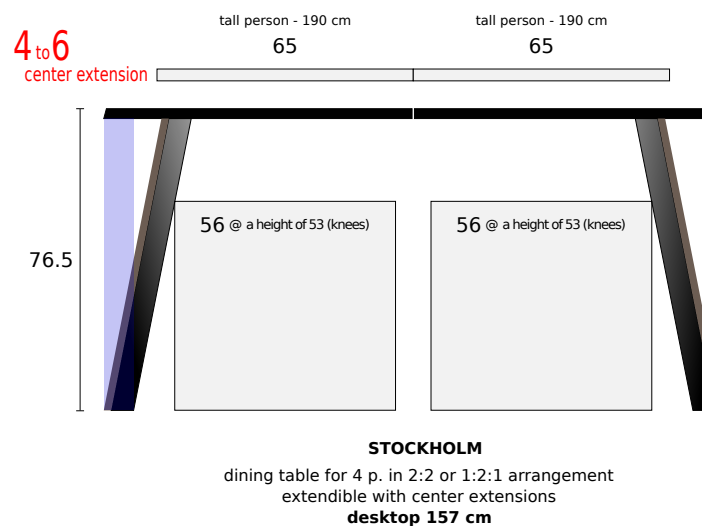 tall person - 190 cm
tall person - 190 cm
4 to 6
65
65
center extension
56 @ a height of 53 (knees)
56 @ a height of 53 (knees)
76.5
STOCKHOLM
dining table for 4 p. in 2:2 or 1:2:1 arrangement
extendible with center extensions
desktop 157 cm